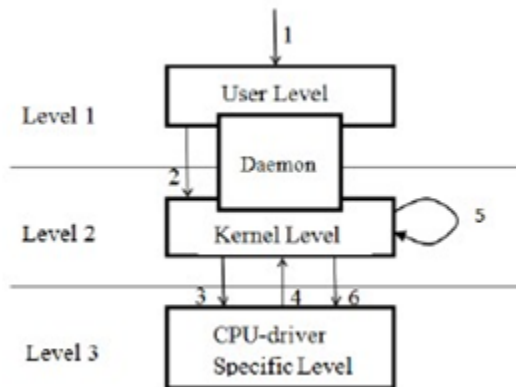 1
User Level
Level 1
Daemon
2
Level 2
Kernel Level
5
3
4
6
Level 3
CPU-driver
Specific Level